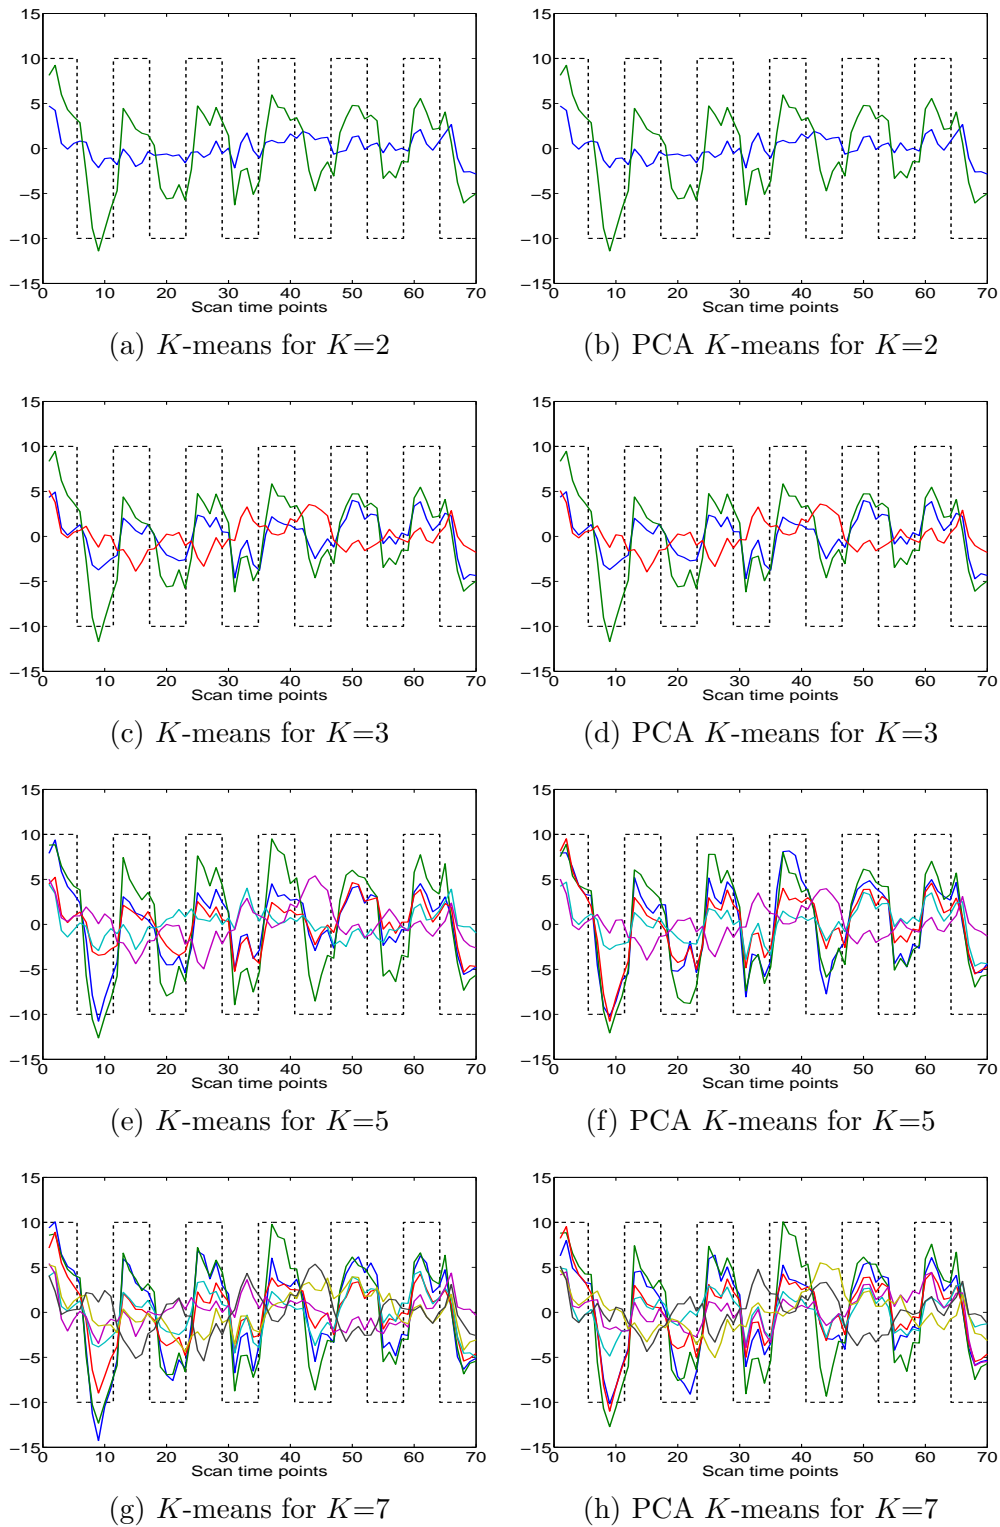 15
10
5
0
−5
−10
−15
0 10 20 30 40 50 60 70
Scan time points
(a) K-means for K=2
15
10
5
0
−5
−10
−15
0 10 20 30 40 50 60 70
Scan time points
(b) PCA K-means for K=2
15
10
5
0
−5
−10
−15
0 10 20 30 40 50 60 70
Scan time points
(c) K-means for K=3
15
10
5
0
−5
−10
−15
0 10 20 30 40 50 60 70
Scan time points
(d) PCA K-means for K=3
15
10
5
0
−5
−10
−15
0 10 20 30 40 50 60 70
Scan time points
(e) K-means for K=5
15
10
5
0
−5
−10
−15
0 10 20 30 40 50 60 70
Scan time points
(f) PCA K-means for K=5
15
10
5
0
−5
−10
−15
0 10 20 30 40 50 60 70
Scan time points
(g) K-means for K=7
15
10
5
0
−5
−10
−15
0 10 20 30 40 50 60 70
Scan time points
(h) PCA K-means for K=7